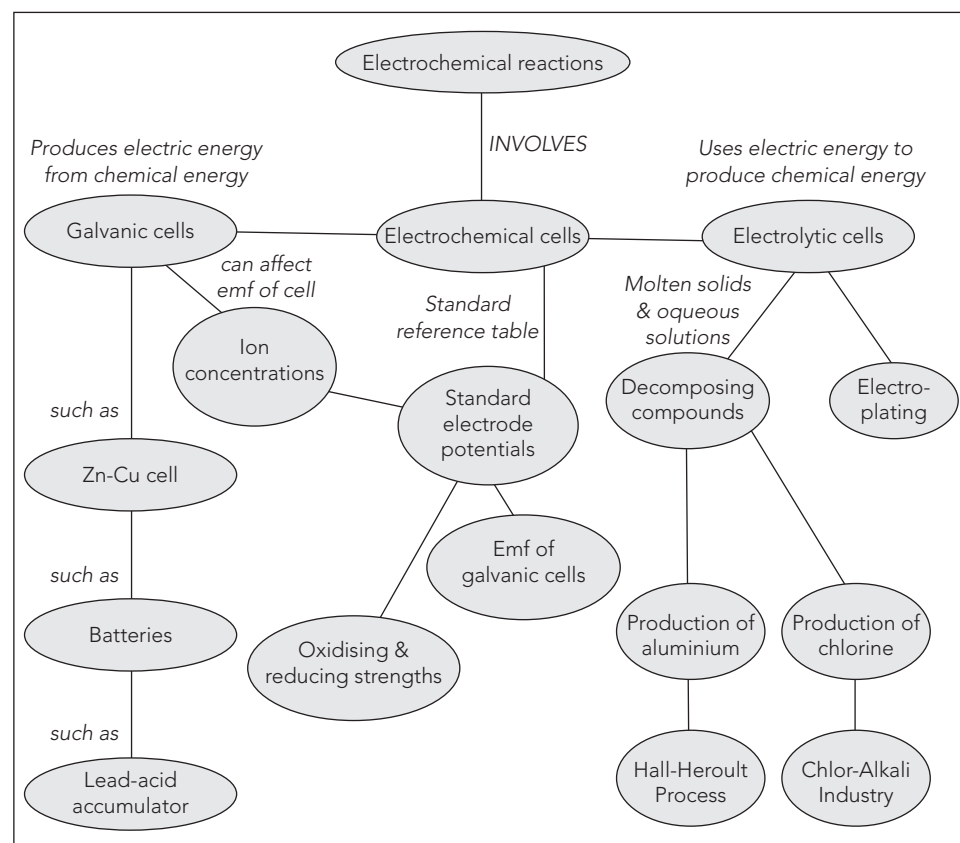 Electrochemical reactions
INVOLVES
Produces electric energy
from chemical energy
Uses electric energy to
produce chemical energy
Galvanic cells
Electrochemical cells
Electrolytic cells
can affect
emf of cell
Standard
reference table
Molten solids
& oqueous
solutions
Ion
concentrations
Standard
electrode
potentials
Decomposing
compounds
Electro-
plating
such as
Zn-Cu cell
Emf of
galvanic cells
such as
Batteries
Oxidising &
reducing strengths
Production of
aluminium
Production of
chlorine
such as
Lead-acid
accumulator
Hall-Heroult
Process
Chlor-Alkali
Industry